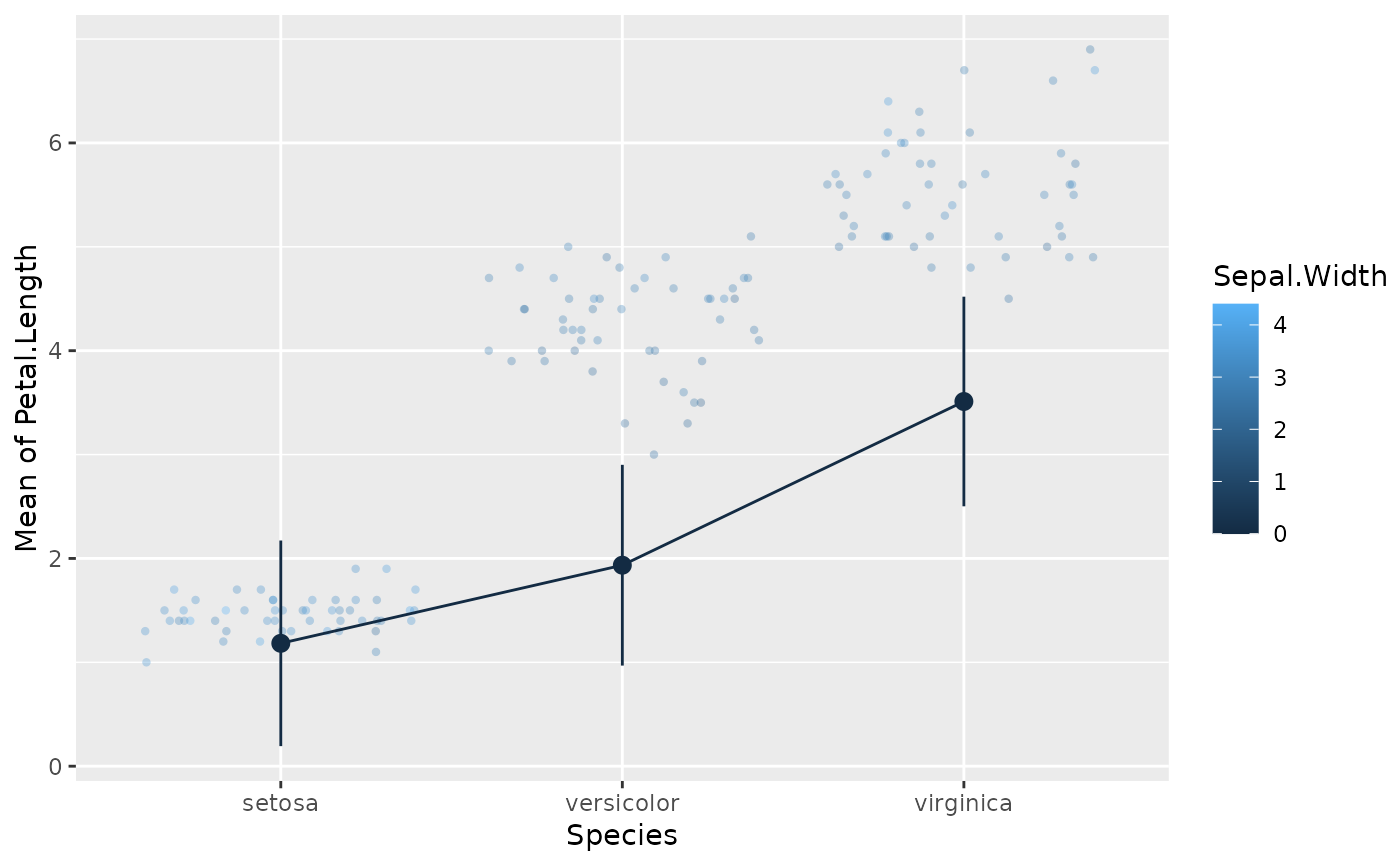 Mean of Petal.Length
6
4
2
0
setosa versicolor virginica
Species
Sepal.Width
4
3
2
1
0